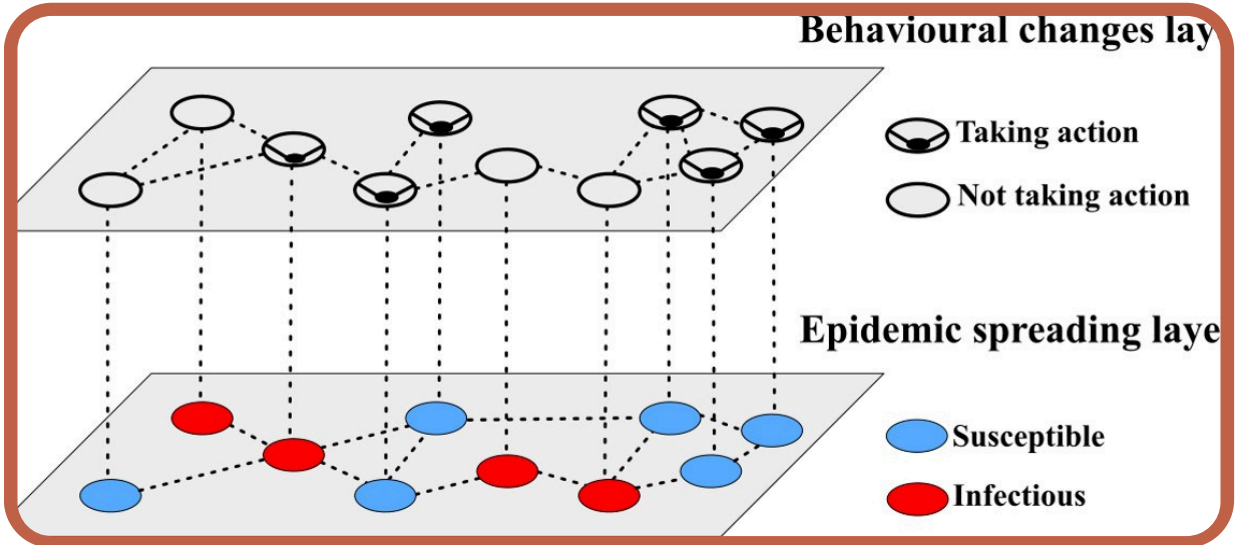 Behavioural changes lay
Taking action
Not taking action
Epidemic spreading laye
Susceptible
Infectious